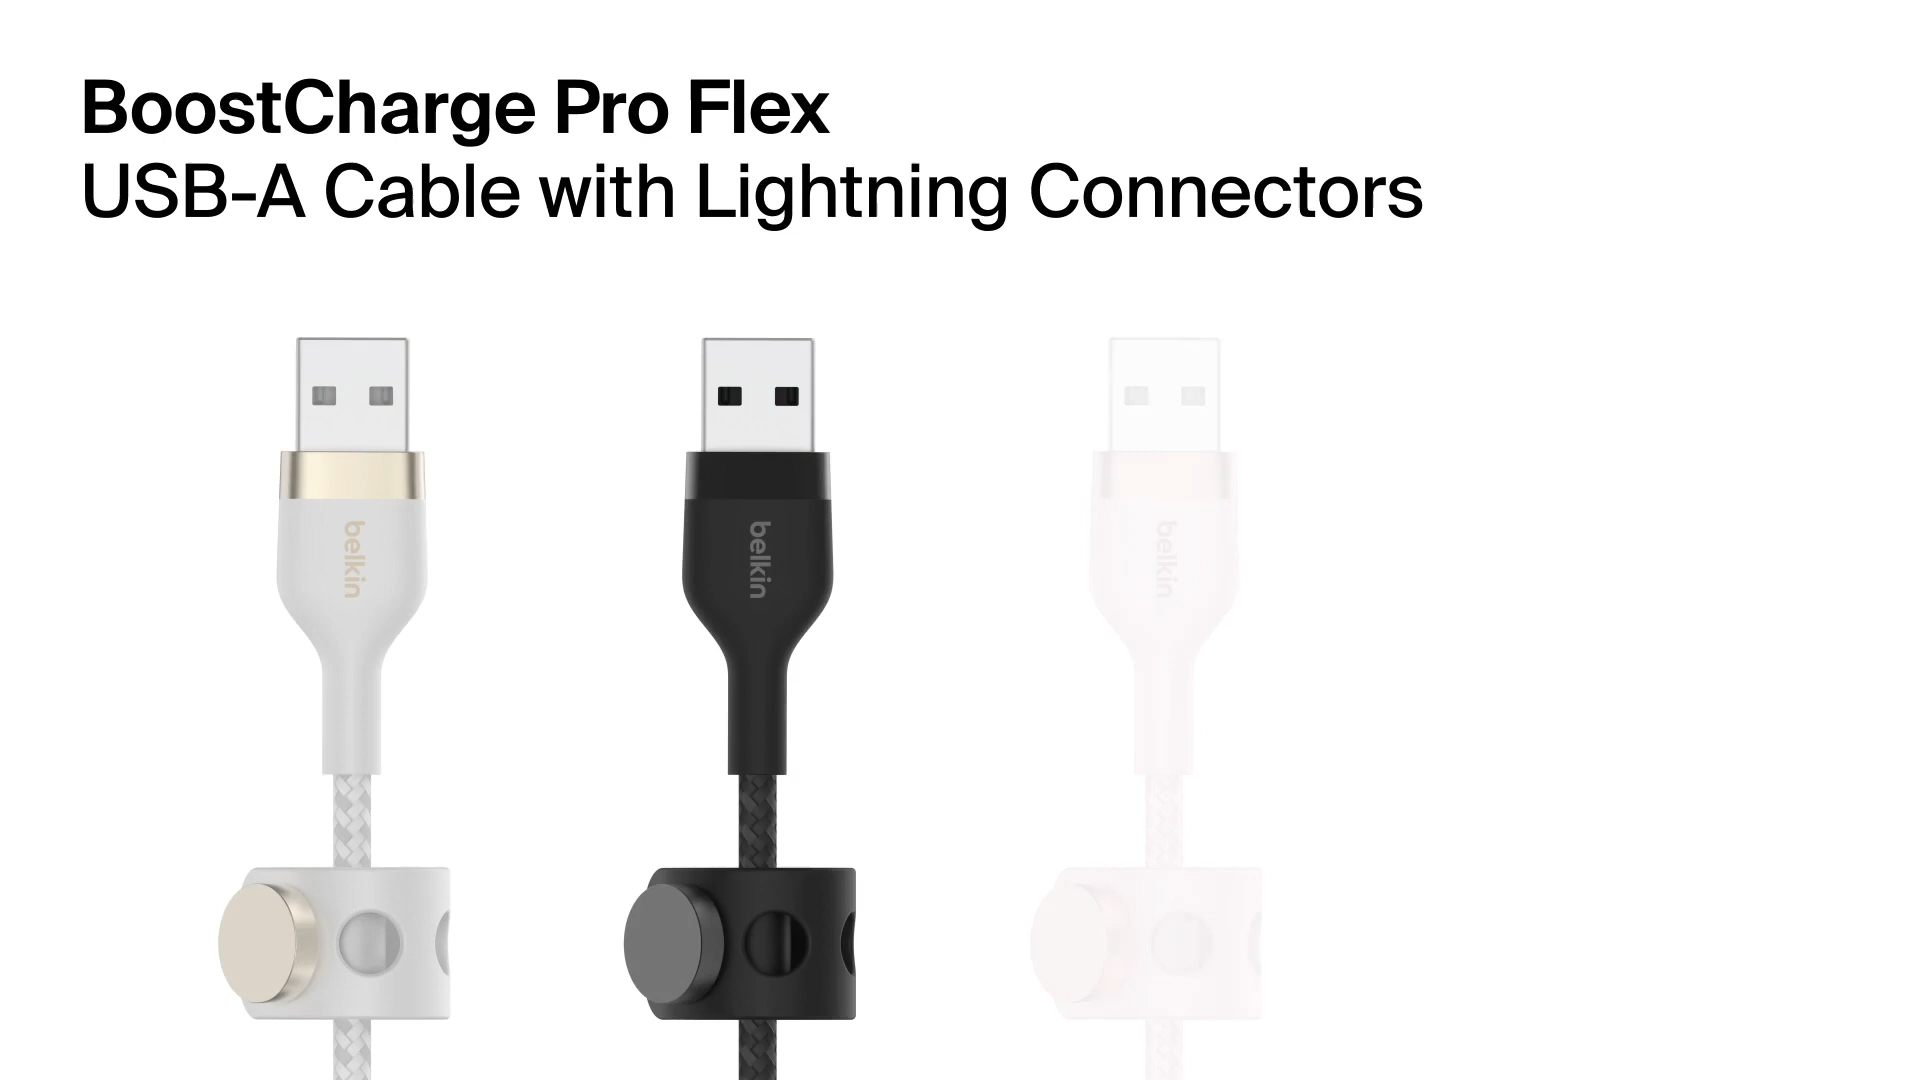 BoostCharge Pro Flex
USB-A Cable with Lightning Connectors
belkin
belkin
belkin